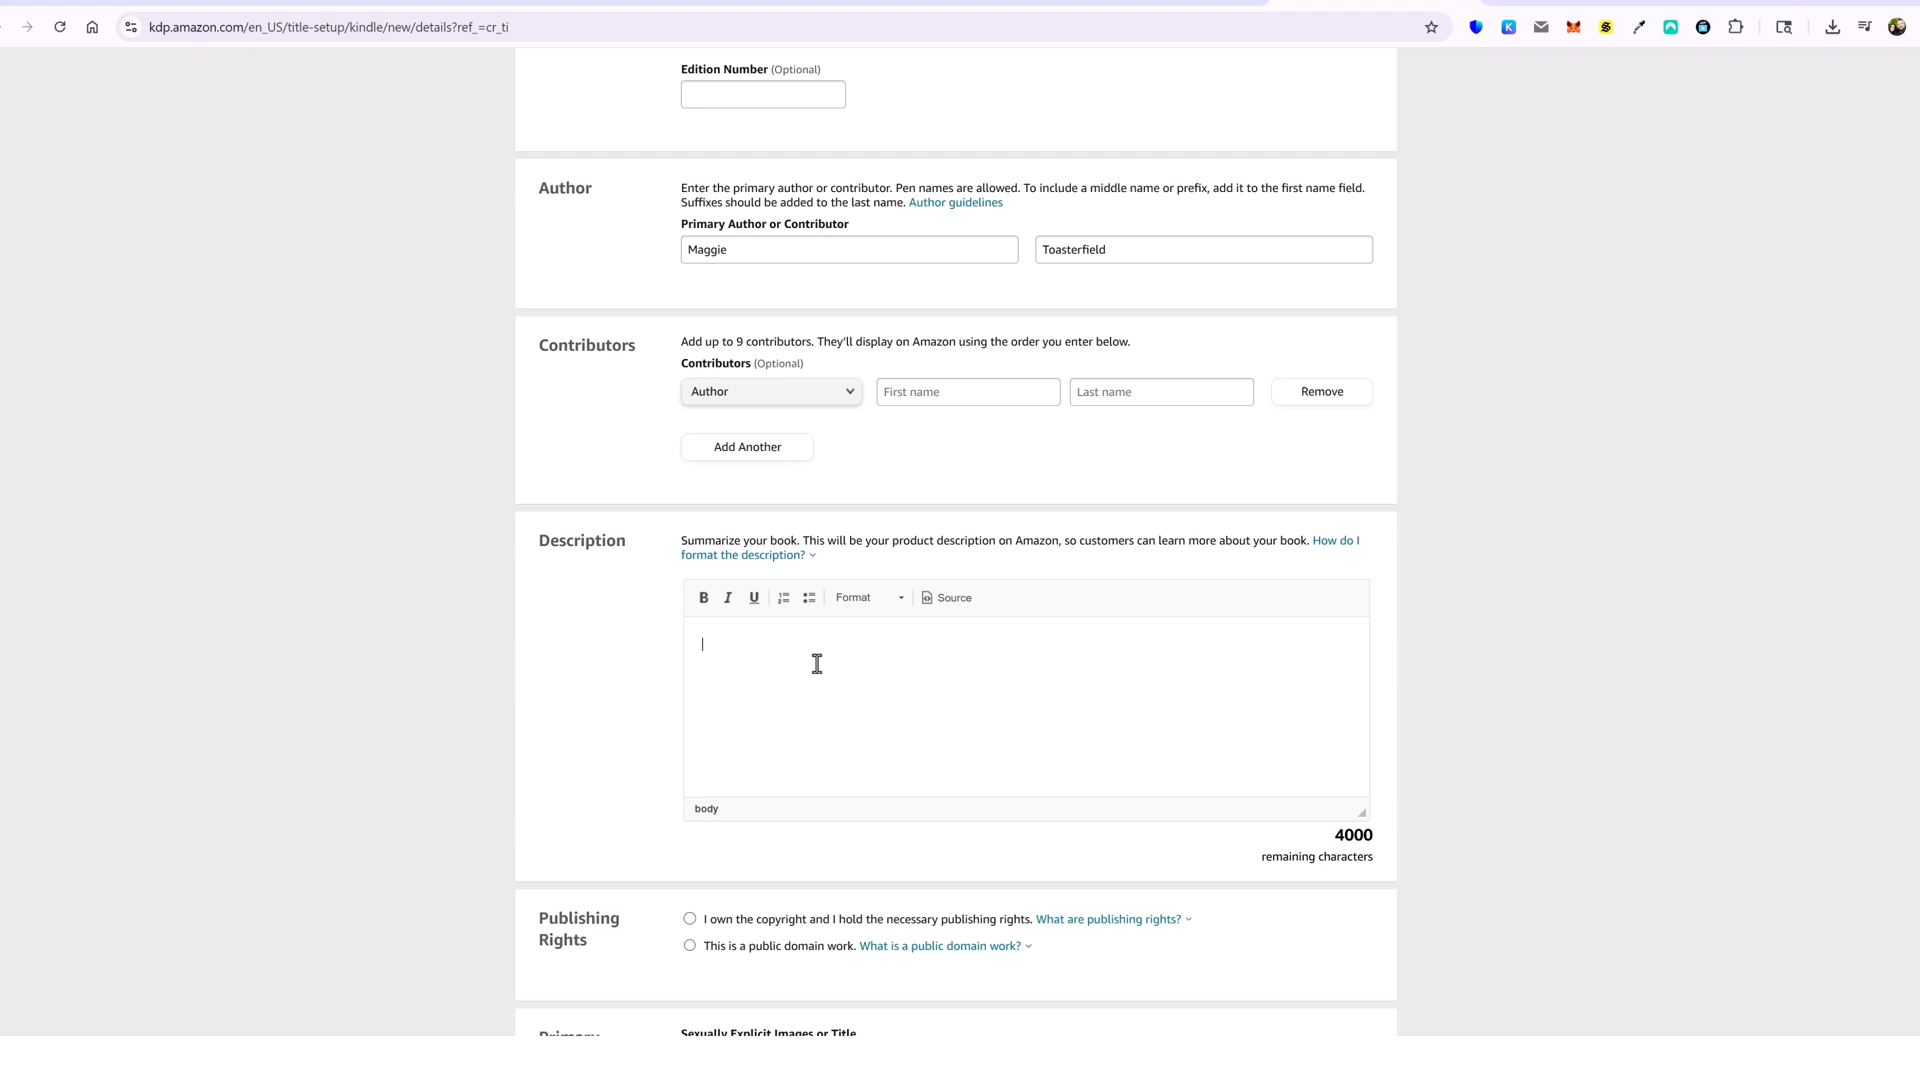 kdp.amazon.com/en_US/title-setup/kindle/new/details?ref_=cr_ti
Edition Number (Optional)
Author
Enter the primary author or contributor. Pen names are allowed. To include a middle name or prefix, add it to the first name field.
Suffixes should be added to the last name. Author guidelines
Primary Author or Contributor
Maggie
Toasterfield
Contributors
Add up to 9 contributors. They'll display on Amazon using the order you enter below.
Contributors (Optional)
Author
First name
Last name
Remove
Add Another
Description
Summarize your book. This will be your product description on Amazon, so customers can learn more about your book. How do I
format the description?
B I U Format Source
body
4000
remaining characters
Publishing
Rights
I own the copyright and I hold the necessary publishing rights. What are publishing rights?
This is a public domain work. What is a public domain work?
Primary
Sexually Explicit Images or Title